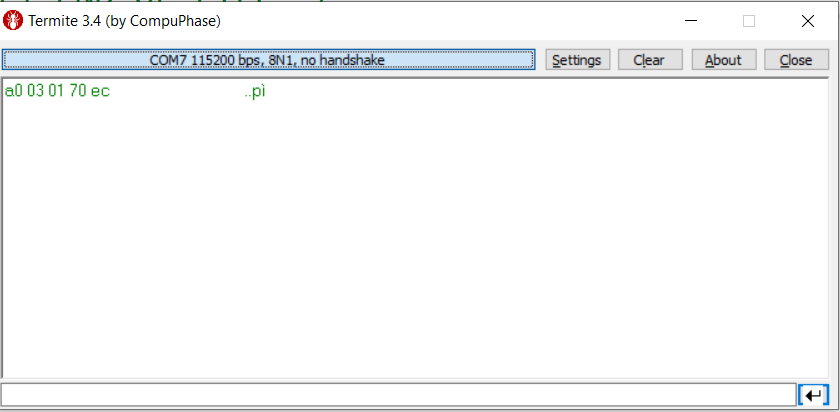 Termite 3.4 (by CompuPhase)
COM7 115200 bps, 8N1, no handshake Settings Clear About Close
a0 03 01 70 ec ..pì